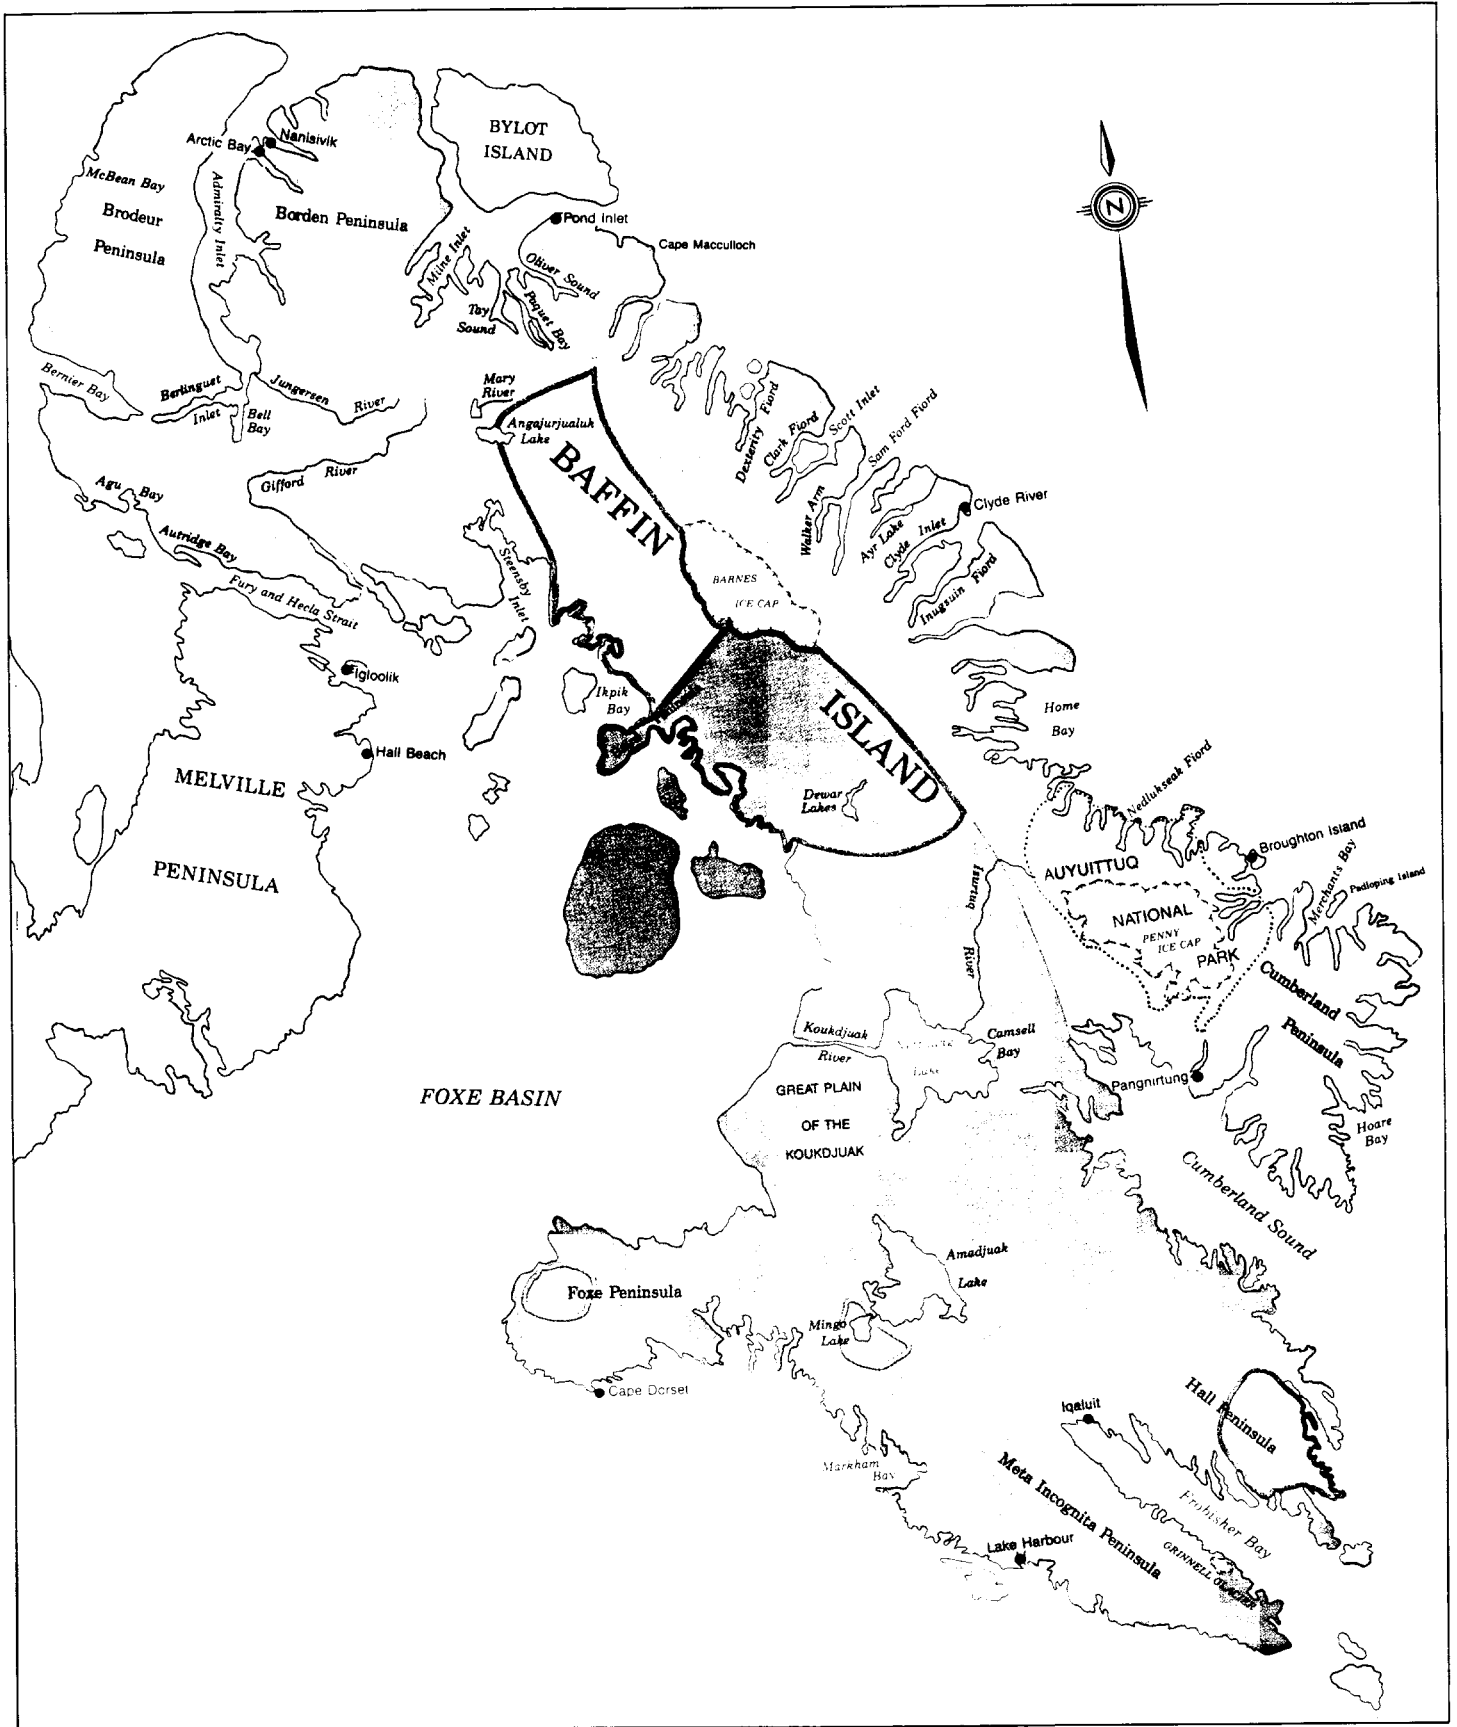 BYLOT
ISLAND
Nanisivik
Arctic Bay
McBean Bay
Brodeur
Peninsula
Admiralty Inlet
Borden Peninsula
Pond Inlet
Cape Macculloch
Milne Inlet
Oliver Sound
Tay
Sound
Paquet Bay
Bernier Bay
Berlinguet
Inlet
Bell
Bay
Jungersen
River
Mary
River
Angajurjualuk
Lake
BAFFIN
Dexterity Fiord
Clark Fiord
Scott Inlet
Sam Ford Fiord
Walker Arm
Ayr Lake
Clyde Inlet
Clyde River
Inugsuin Fiord
Agu Bay
Gifford River
Autridge Bay
Fury and Hecla Strait
Steensby
Inlet
BARNES
ICE CAP
Igloolik
Ikpik
Bay
ISLAND
Home
Bay
Hall Beach
MELVILLE
PENINSULA
Dewar
Lakes
Nedlukseak Fiord
Broughton Island
Merchants Bay
Padloping Island
AUYUITTUQ
NATIONAL
PENNY
ICE CAP
PARK
Isurtuq
River
Cumberland
Peninsula
Koukdjuak
River
Lake
Camsell
Bay
Pangnirtung
GREAT PLAIN
OF THE
KOUKDJUAK
FOXE BASIN
Hoare
Bay
Cumberland Sound
Foxe Peninsula
Amadjuak
Lake
Mingo
Lake
Cape Dorset
Iqaluit
Hall Peninsula
Markham
Bay
Meta Incognita Peninsula
Frobisher Bay
GRINNELL GLACIER
Lake Harbour
N